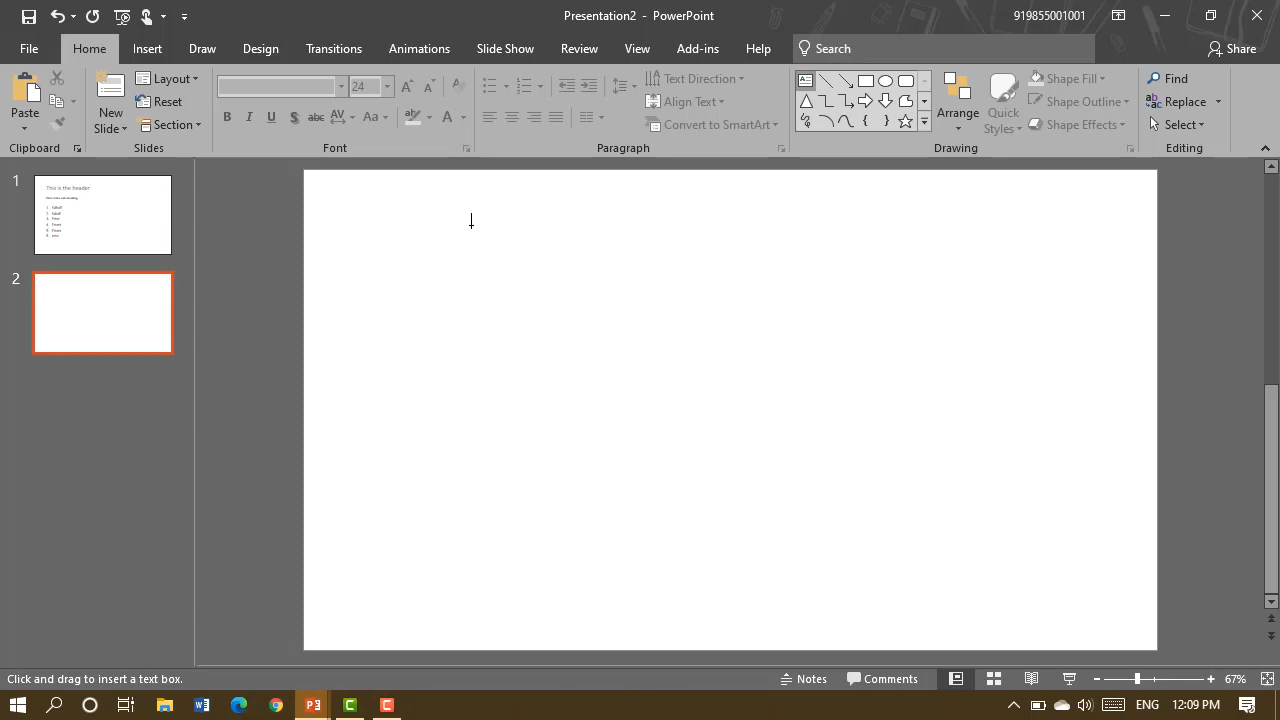 Presentation2 - PowerPoint
919855001001
File Home Insert Draw Design Transitions Animations Slide Show Review View Add-ins Help Search Share
Paste
Clipboard
New Slide
Layout
Reset
Section
Slides
24
B I U S abc AV Aa A
Font
Text Direction
Align Text
Convert to SmartArt
Paragraph
Arrange
Quick Styles
Shape Fill
Shape Outline
Shape Effects
Drawing
Find
Replace
Select
Editing
1
This is the header
2
Click and drag to insert a text box.
Notes Comments 67%
ENG 12:09 PM